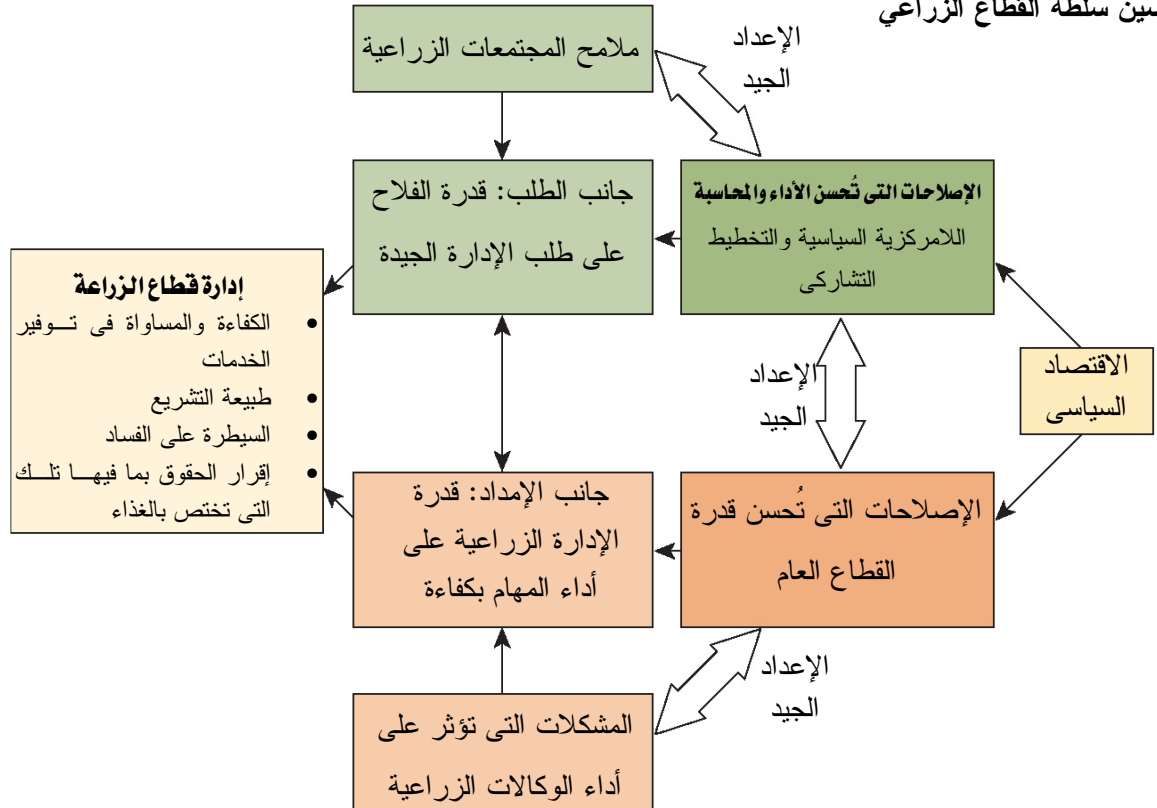 سين سلطة القطاع الزراعي
ملامح المجتمعات الزراعية
الإعداد
الجيد
الإصلاحات التى تُحسن الأداء والمحاسبة
اللامركزية السياسية والتخطيط
التشاركى
جانب الطلب: قدرة الفلاح
على طلب الإدارة الجيدة
إدارة قطاع الزراعة
• الكفاءة والمساواة فى تـــوفير
الخدمات
• طبيعة التشريع
• السيطرة على الفساد
• إقرار الحقوق بما فيهـــا تلـــك
التى تختص بالغذاء
الاقتصاد
السياسى
الإعداد
الجيد
الإصلاحات التى تُحسن قدرة
القطاع العام
جانب الإمداد: قدرة
الإدارة الزراعية على
أداء المهام بكفاءة
الإعداد
الجيد
المشكلات التى تؤثر على
أداء الوكالات الزراعية